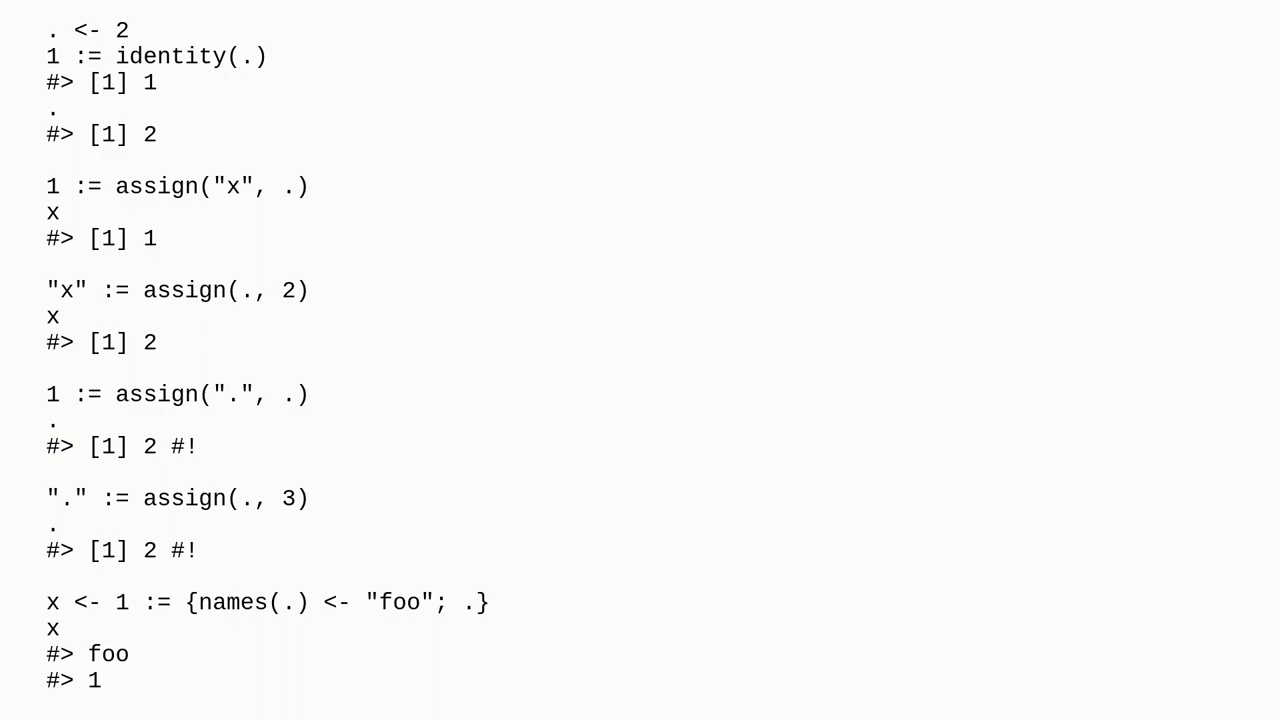 . <- 2
1 := identity(.)
#> [1] 1
.
#> [1] 2
1 := assign("x", .)
x
#> [1] 1
"x" := assign(., 2)
x
#> [1] 2
1 := assign(".", .)
.
#> [1] 2 #!
"." := assign(., 3)
.
#> [1] 2 #!
x <- 1 := {names(.) <- "foo"; .}
x
#> foo
#> 1